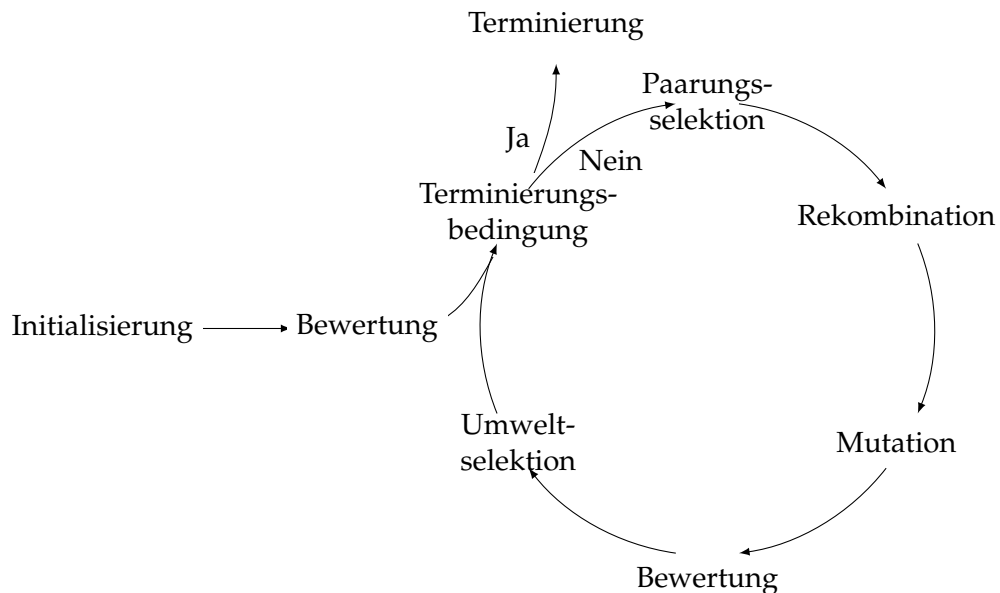 Terminierung
Paarungs-
selektion
Ja
Nein
Terminierungs-
bedingung
Rekombination
Initialisierung
Bewertung
Umwelt-
selektion
Mutation
Bewertung